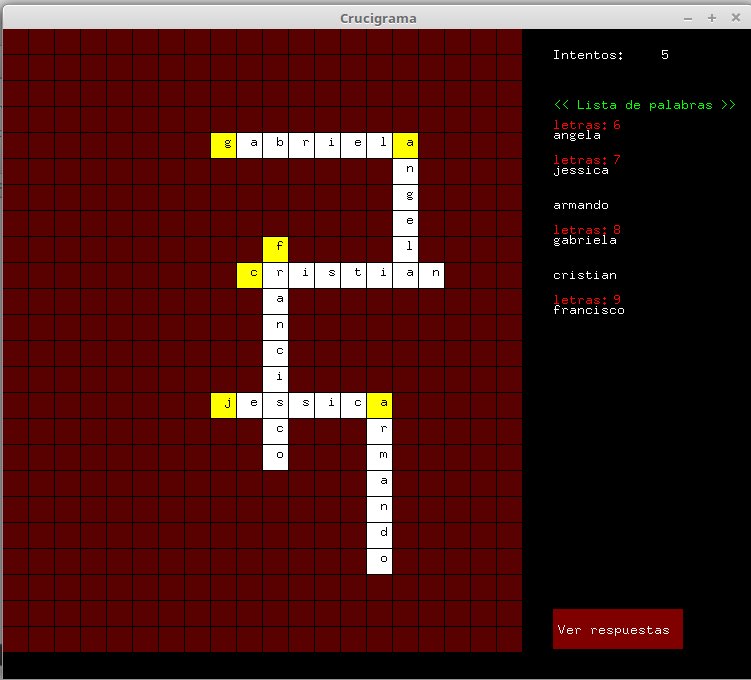 Crucigrama
Intentos: 5
<< Lista de palabras >>
letras: 6
angela
letras: 7
jessica
armando
letras: 8
gabriela
cristian
letras: 9
francisco
g a b r i e l a
n
g
e
f l
c r i s t i a n
a
n
c
i
j e s s i c a
c r
o m
a
n
d
o
Ver respuestas